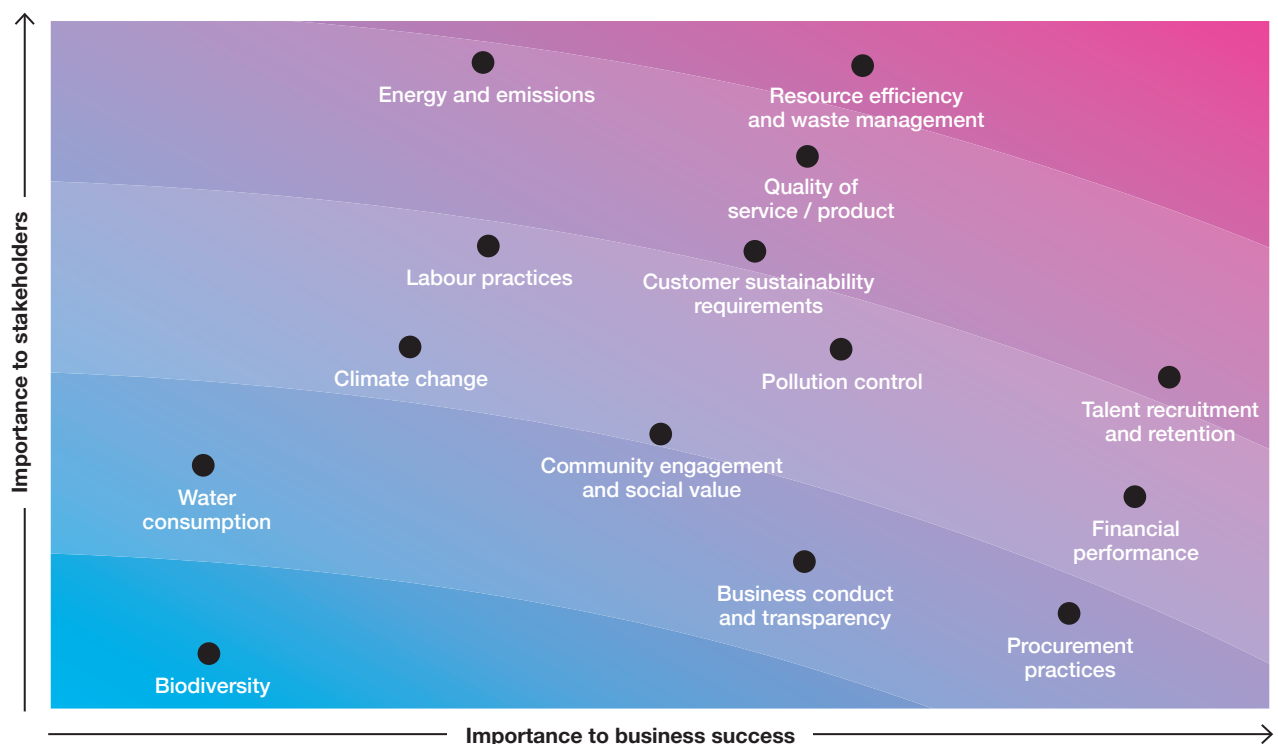 Importance to stakeholders
Energy and emissions
Resource efficiency
and waste management
Quality of
service / product
Labour practices
Customer sustainability
requirements
Climate change
Pollution control
Talent recruitment
and retention
Community engagement
and social value
Water
consumption
Financial
performance
Business conduct
and transparency
Procurement
practices
Biodiversity
Importance to business success